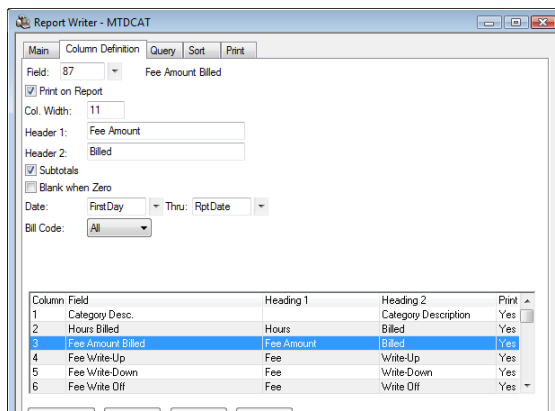 Report Writer - MTDCAT
Main Column Definition Query Sort Print
Field: 87 Fee Amount Billed
Print on Report
Col. Width: 11
Header 1: Fee Amount
Header 2: Billed
Subtotals
Blank when Zero
Date: FirstDay Thru: RptDate
Bill Code: All
Column Field Heading 1 Heading 2 Print
1 Category Desc. Category Description Yes
2 Hours Billed Hours Billed Yes
3 Fee Amount Billed Fee Amount Billed Yes
4 Fee Write-Up Fee Write-Up Yes
5 Fee Write-Down Fee Write-Down Yes
6 Fee Write Off Fee Write Off Yes